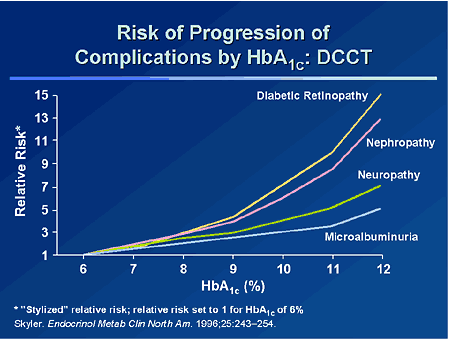 Risk of Progression of
Complications by HbA1c: DCCT
Relative Risk*
15
13
11
9
7
5
3
1
Diabetic Retinopathy
Nephropathy
Neuropathy
Microalbuminuria
6 7 8 9 10 11 12
HbA1c (%)
* "Stylized" relative risk; relative risk set to 1 for HbA1c of 6%
Skyler. Endocrinol Metab Clin North Am. 1996;25:243–254.